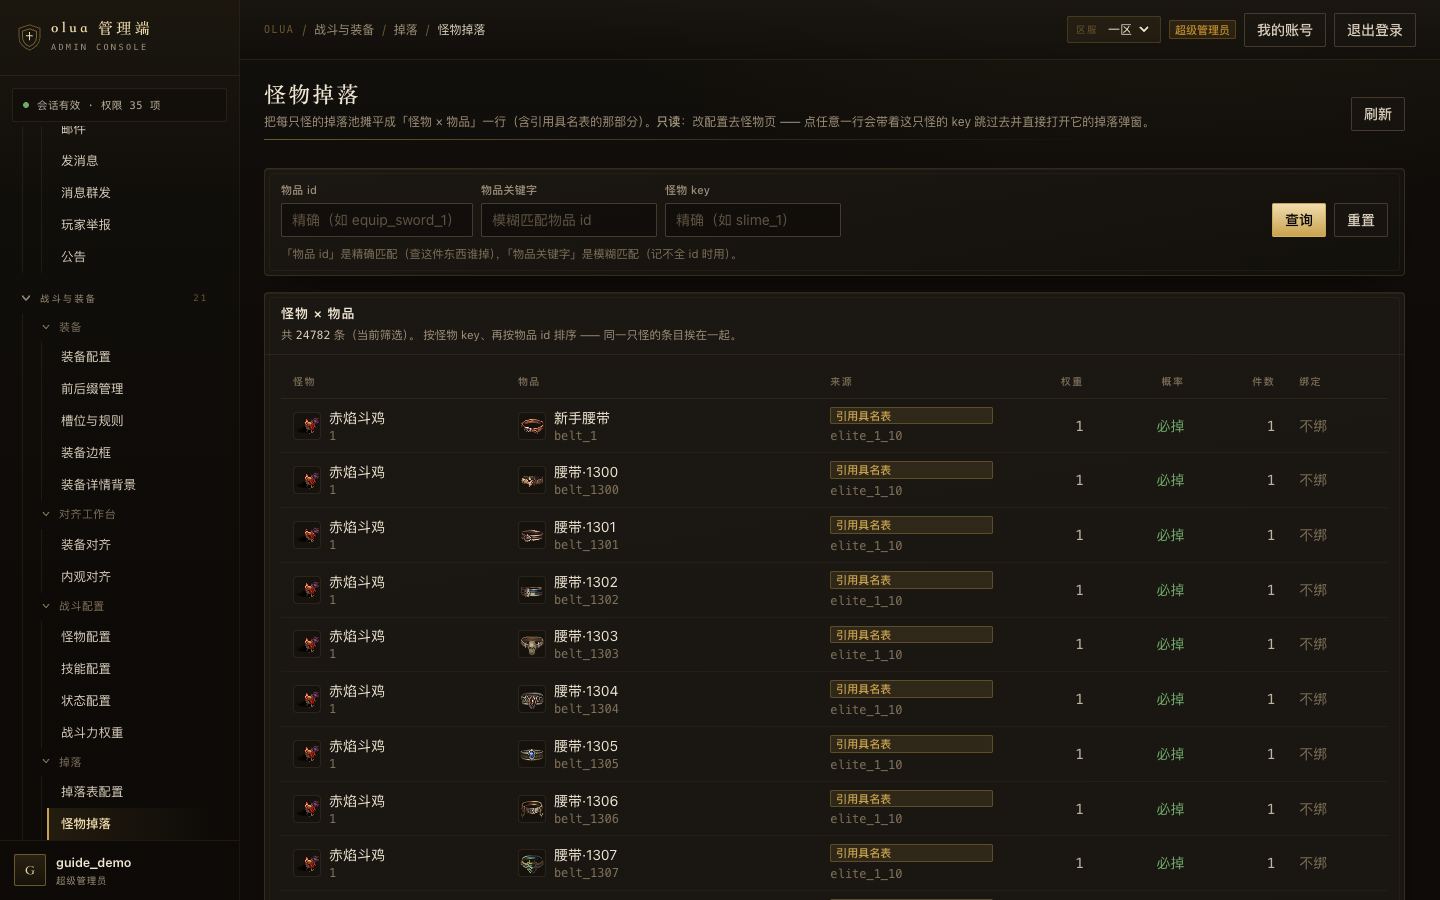 olua 管理端
ADMIN CONSOLE
会话有效 · 权限 35 项
邮件
发消息
消息群发
玩家举报
公告
战斗与装备 21
装备
装备配置
前后缀管理
槽位与规则
装备边框
装备详情背景
对齐工作台
装备对齐
内观对齐
战斗配置
怪物配置
技能配置
状态配置
战斗力权重
掉落
掉落表配置
怪物掉落
G
guide_demo
超级管理员
OLUA / 战斗与装备 / 掉落 / 怪物掉落
区服 一区
超级管理员
我的账号
退出登录
怪物掉落
把每只怪的掉落池摊平成「怪物 × 物品」一行（含引用具名表的那部分）。只读：改配置去怪物页 —— 点任意一行会带看这只怪的 key 跳过去并直接打开它的掉落弹窗。
刷新
物品 id 物品关键字 怪物 key
精确（如 equip_sword_1） 模糊匹配物品 id 精确（如 slime_1） 查询 重置
「物品 id」是精确匹配（查这件东西谁掉），「物品关键字」是模糊匹配（记不全 id 时用）。
怪物 × 物品
共 24782 条（当前筛选）。 按怪物 key、再按物品 id 排序 —— 同一只怪的条目挨在一起。
怪物 物品 来源 权重 概率 件数 绑定
赤焰斗鸡 新手腰带 引用具名表 1 必掉 1 不绑
1 belt_1 elite_1_10
赤焰斗鸡 腰带·1300 引用具名表 1 必掉 1 不绑
1 belt_1300 elite_1_10
赤焰斗鸡 腰带·1301 引用具名表 1 必掉 1 不绑
1 belt_1301 elite_1_10
赤焰斗鸡 腰带·1302 引用具名表 1 必掉 1 不绑
1 belt_1302 elite_1_10
赤焰斗鸡 腰带·1303 引用具名表 1 必掉 1 不绑
1 belt_1303 elite_1_10
赤焰斗鸡 腰带·1304 引用具名表 1 必掉 1 不绑
1 belt_1304 elite_1_10
赤焰斗鸡 腰带·1305 引用具名表 1 必掉 1 不绑
1 belt_1305 elite_1_10
赤焰斗鸡 腰带·1306 引用具名表 1 必掉 1 不绑
1 belt_1306 elite_1_10
赤焰斗鸡 腰带·1307 引用具名表 1 必掉 1 不绑
1 belt_1307 elite_1_10